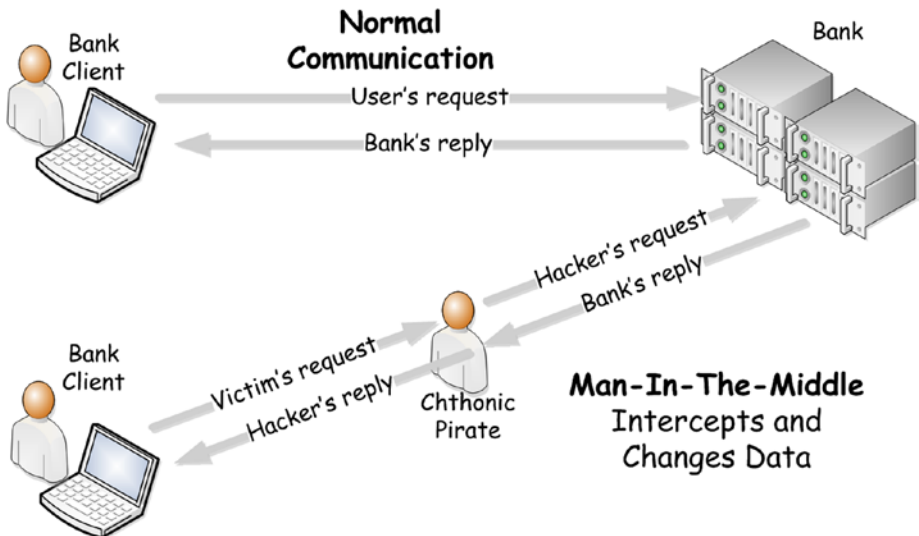 Normal
Communication
Bank
Client
Bank
User's request
Bank's reply
Hacker's request
Bank's reply
Victim's request
Hacker's reply
Bank
Client
Chthonic
Pirate
Man-In-The-Middle
Intercepts and
Changes Data